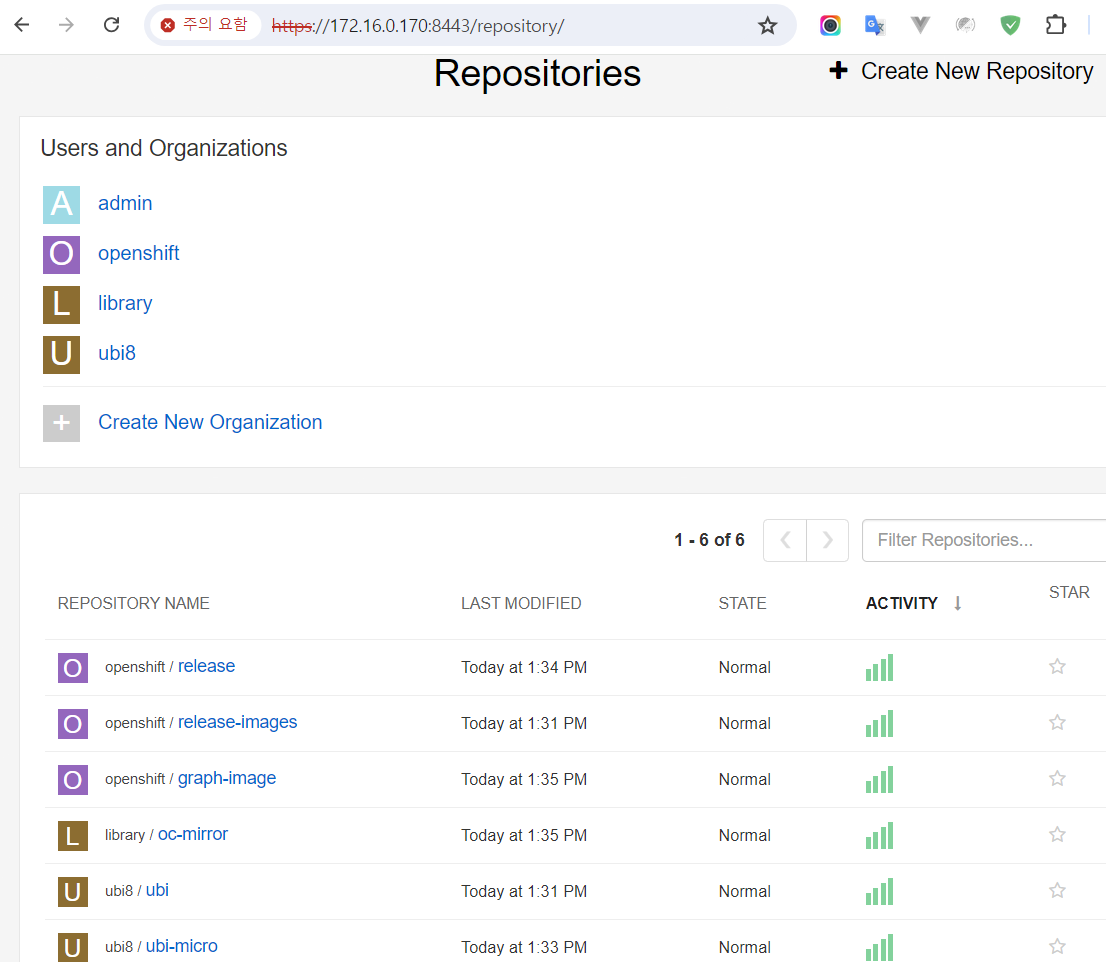 주의 요함 https://172.16.0.170:8443/repository/
Repositories
Create New Repository
Users and Organizations
A admin
O openshift
L library
U ubi8
+ Create New Organization
1 - 6 of 6
Filter Repositories...
REPOSITORY NAME LAST MODIFIED STATE ACTIVITY ↓ STAR
O openshift / release Today at 1:34 PM Normal
O openshift / release-images Today at 1:31 PM Normal
O openshift / graph-image Today at 1:35 PM Normal
L library / oc-mirror Today at 1:35 PM Normal
U ubi8 / ubi Today at 1:31 PM Normal
U ubi8 / ubi-micro Today at 1:33 PM Normal